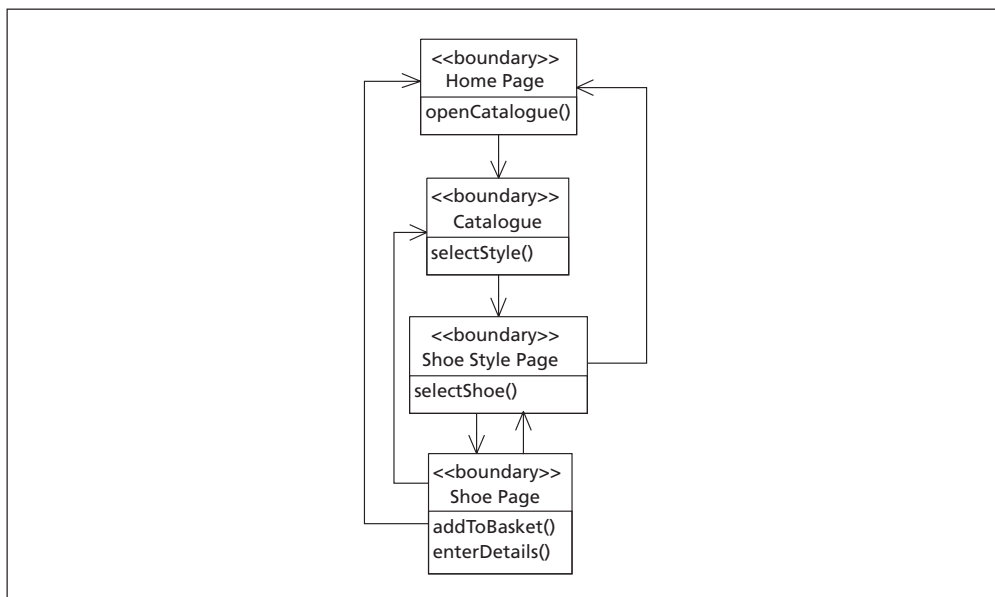 <<boundary>>
Home Page
openCatalogue()
<<boundary>>
Catalogue
selectStyle()
<<boundary>>
Shoe Style Page
selectShoe()
<<boundary>>
Shoe Page
addToBasket()
enterDetails()